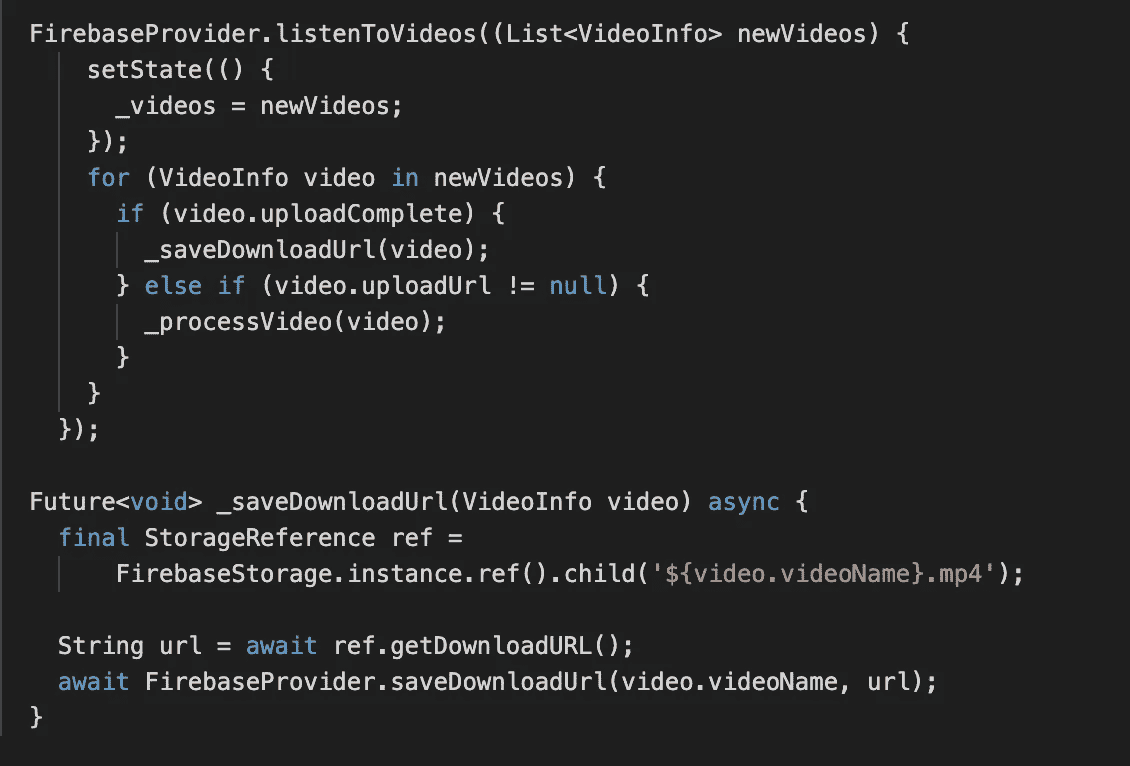 FirebaseProvider.listenToVideos((List<VideoInfo> newVideos) {
    setState(() {
      _videos = newVideos;
    });
    for (VideoInfo video in newVideos) {
      if (video.uploadComplete) {
        _saveDownloadUrl(video);
      } else if (video.uploadUrl != null) {
        _processVideo(video);
      }
    }
  });

Future<void> _saveDownloadUrl(VideoInfo video) async {
  final StorageReference ref =
      FirebaseStorage.instance.ref().child('${video.videoName}.mp4');

  String url = await ref.getDownloadURL();
  await FirebaseProvider.saveDownloadUrl(video.videoName, url);
}